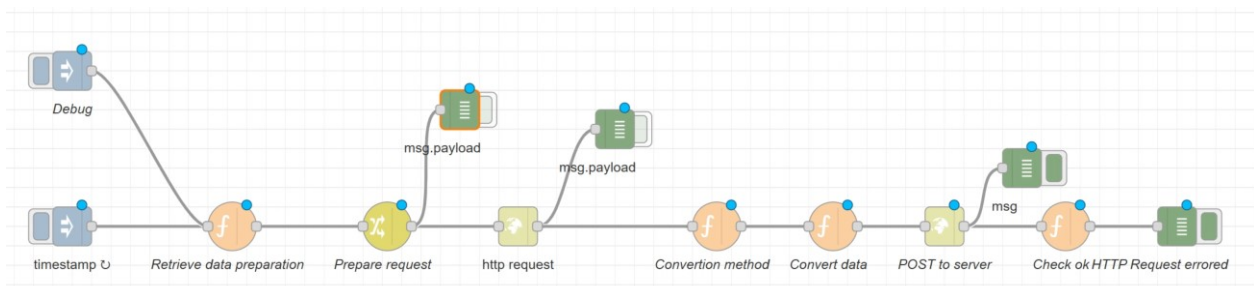 Debug
msg.payload
msg.payload
msg
timestamp ↻
Retrieve data preparation
Prepare request
http request
Convertion method
Convert data
POST to server
Check ok
HTTP Request errored